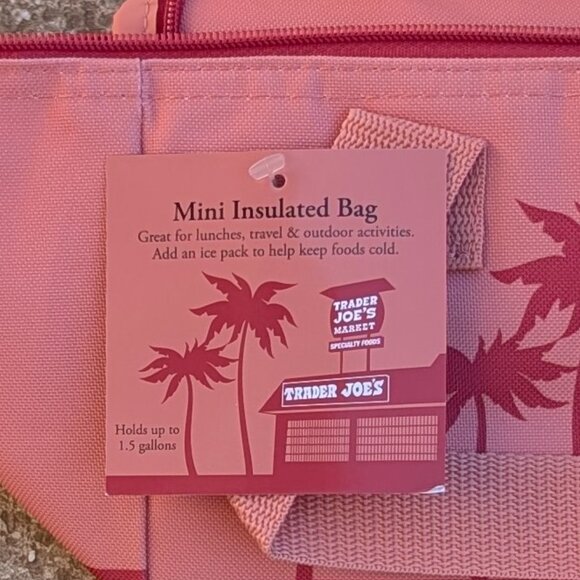 Mini Insulated Bag
Great for lunches, travel & outdoor activities.
Add an ice pack to help keep foods cold.
TRADER
JOE'S
MARKET
SPECIALTY FOODS
TRADER JOE'S
Holds up to
1.5 gallons